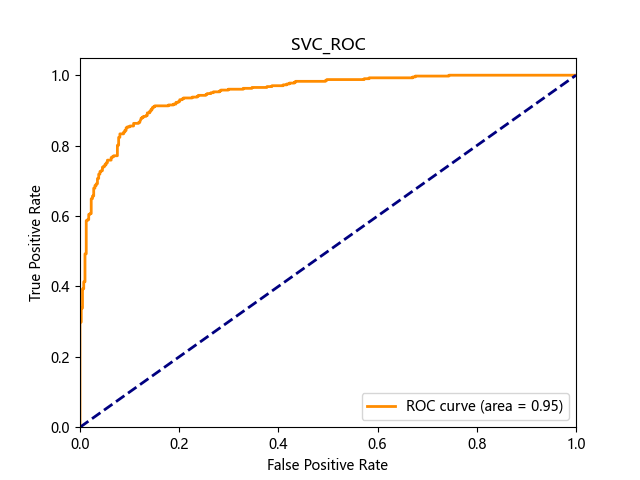 SVC_ROC
1.0
0.8
0.6
0.4
0.2
0.0
True Positive Rate
ROC curve (area = 0.95)
0.0 0.2 0.4 0.6 0.8 1.0
False Positive Rate